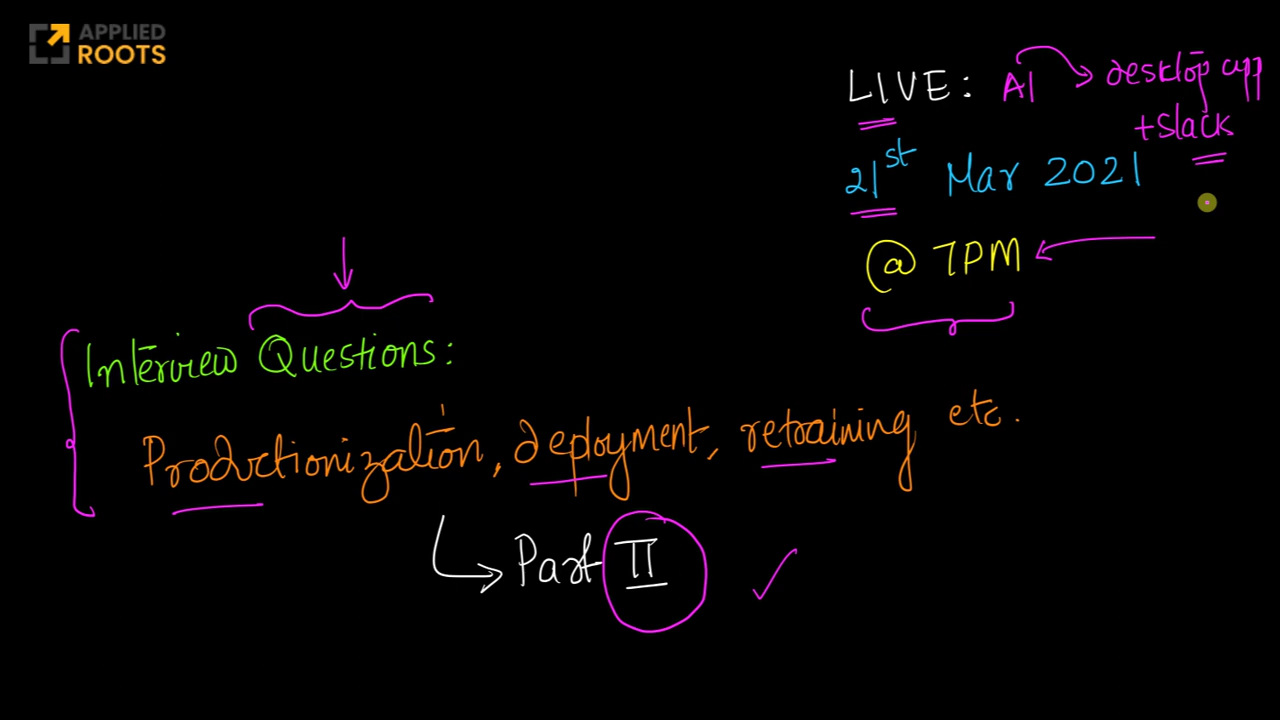 APPLIED
ROOTS
LIVE: AI → desktop app
+Slack
21st Mar 2021
@ 7PM
Interview Questions:
Productionization, deployment, retraining etc.
Part II